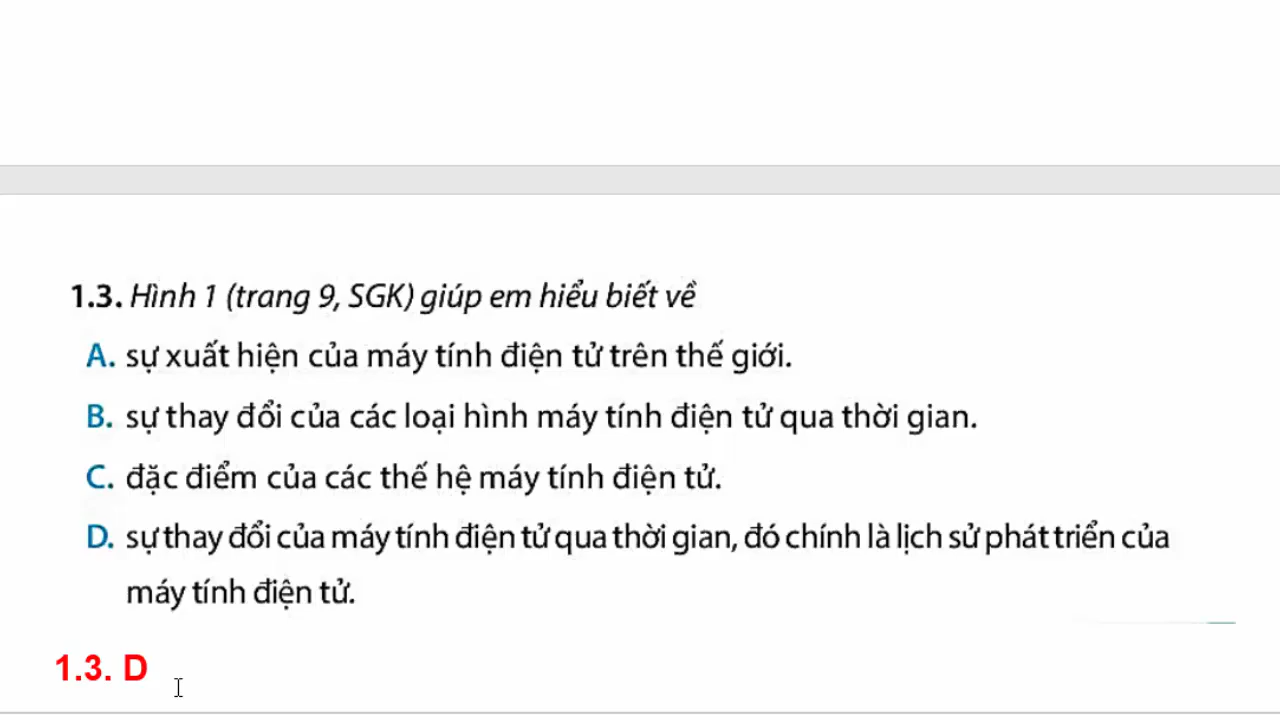 1.3. Hình 1 (trang 9, SGK) giúp em hiểu biết về
A. sự xuất hiện của máy tính điện tử trên thế giới.
B. sự thay đổi của các loại hình máy tính điện tử qua thời gian.
C. đặc điểm của các thế hệ máy tính điện tử.
D. sự thay đổi của máy tính điện tử qua thời gian, đó chính là lịch sử phát triển của
máy tính điện tử.
1.3. D